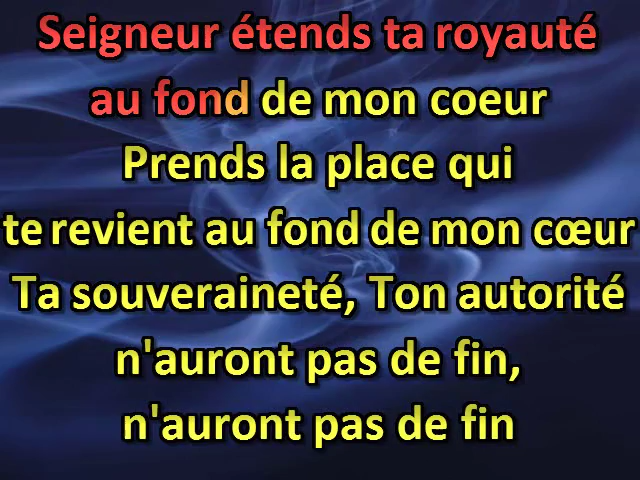 Seigneur étends ta royauté
au fond de mon coeur
Prends la place qui
te revient au fond de mon cœur
Ta souveraineté, Ton autorité
n'auront pas de fin,
n'auront pas de fin